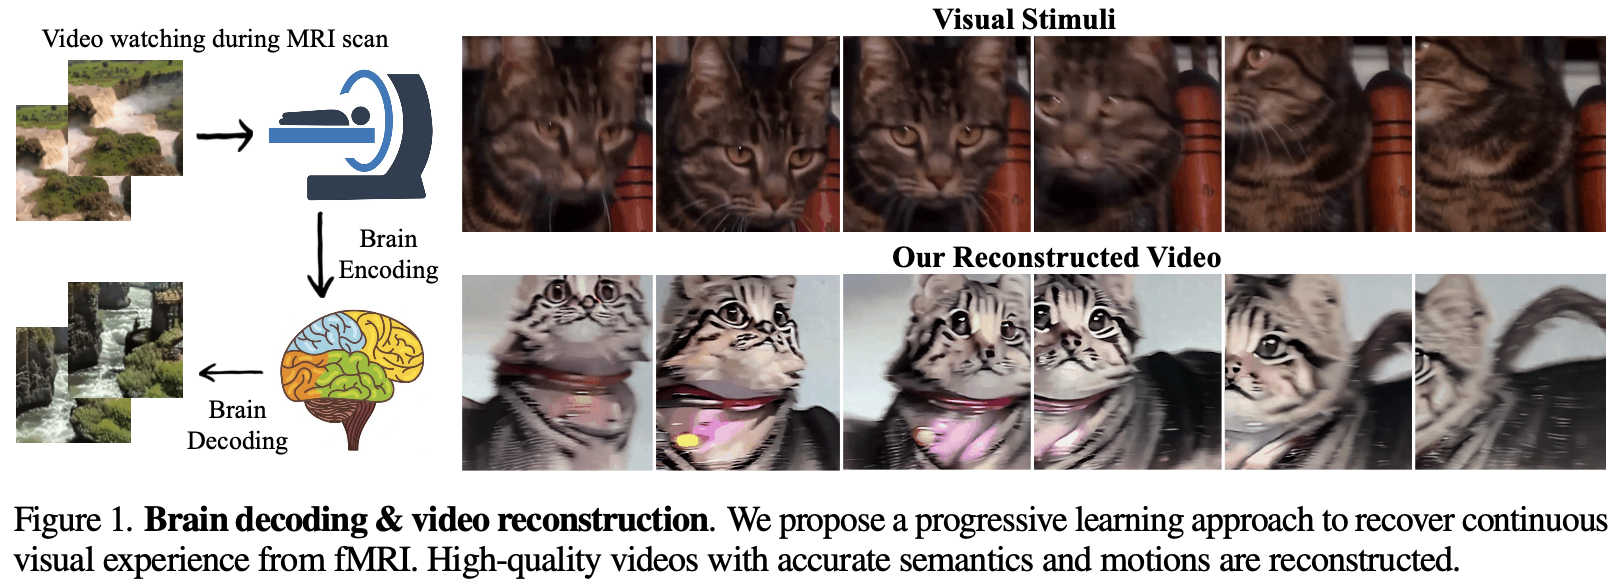 Video watching during MRI scan
Brain
Encoding
Brain
Decoding
Visual Stimuli
Our Reconstructed Video
Figure 1. Brain decoding & video reconstruction. We propose a progressive learning approach to recover continuous
visual experience from fMRI. High-quality videos with accurate semantics and motions are reconstructed.